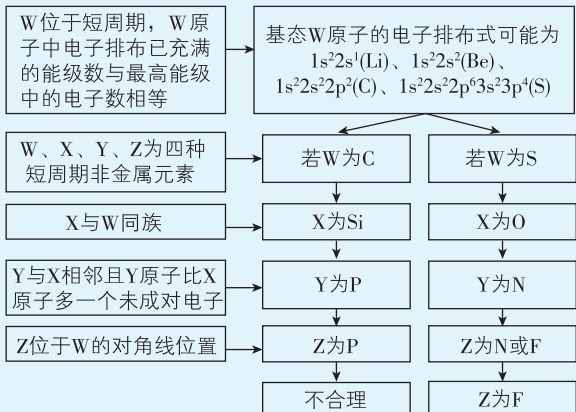 W位于短周期，W原
子中电子排布已充满
的能级数与最高能级
中的电子数相等
基态W原子的电子排布式可能为
1s²2s¹(Li)、1s²2s²(Be)、
1s²2s²2p²(C)、1s²2s²2p⁶3s²3p⁴(S)
W、X、Y、Z为四种
短周期非金属元素
若W为C
若W为S
X与W同族
X为Si
X为O
Y与X相邻且Y原子比X
原子多一个未成对电子
Y为P
Y为N
Z位于W的对角线位置
Z为P
Z为N或F
不合理
Z为F